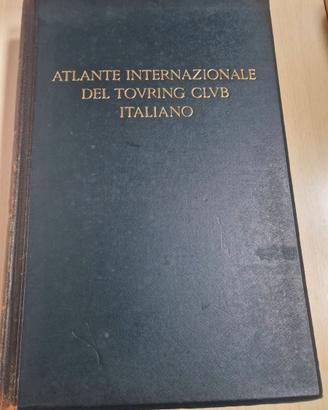 ATLANTE INTERNAZIONALE
DEL TOVRING CLVB
ITALIANO